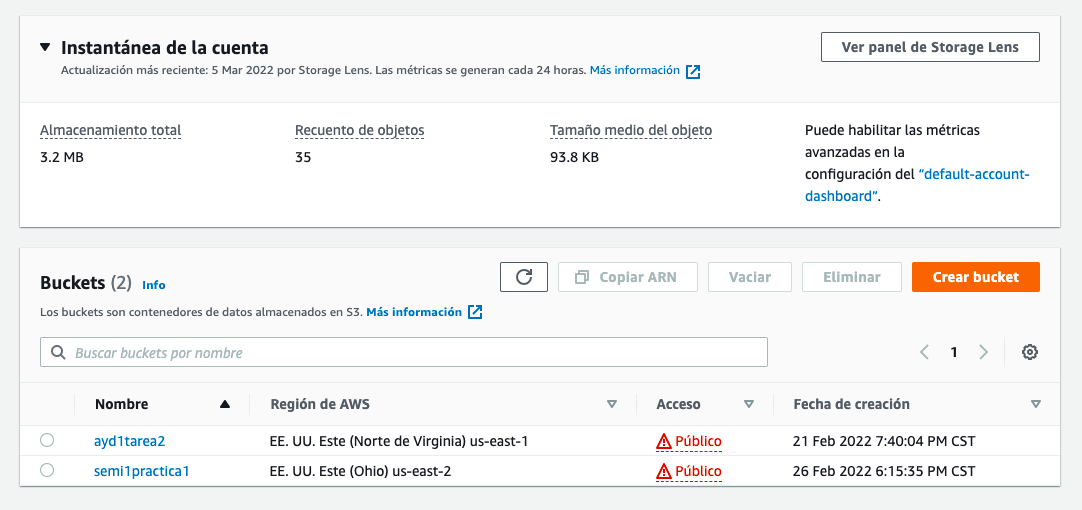 Instantánea de la cuenta
Ver panel de Storage Lens
Actualización más reciente: 5 Mar 2022 por Storage Lens. Las métricas se generan cada 24 horas. Más información
Almacenamiento total
3.2 MB
Recuento de objetos
35
Tamaño medio del objeto
93.8 KB
Puede habilitar las métricas
avanzadas en la
configuración del “default-account-
dashboard”.
Buckets (2) Info
Copiar ARN
Vaciar
Eliminar
Crear bucket
Los buckets son contenedores de datos almacenados en S3. Más información
Buscar buckets por nombre
1
Nombre Región de AWS Acceso Fecha de creación
ayd1tarea2 EE. UU. Este (Norte de Virginia) us-east-1 Público 21 Feb 2022 7:40:04 PM CST
semi1practica1 EE. UU. Este (Ohio) us-east-2 Público 26 Feb 2022 6:15:35 PM CST